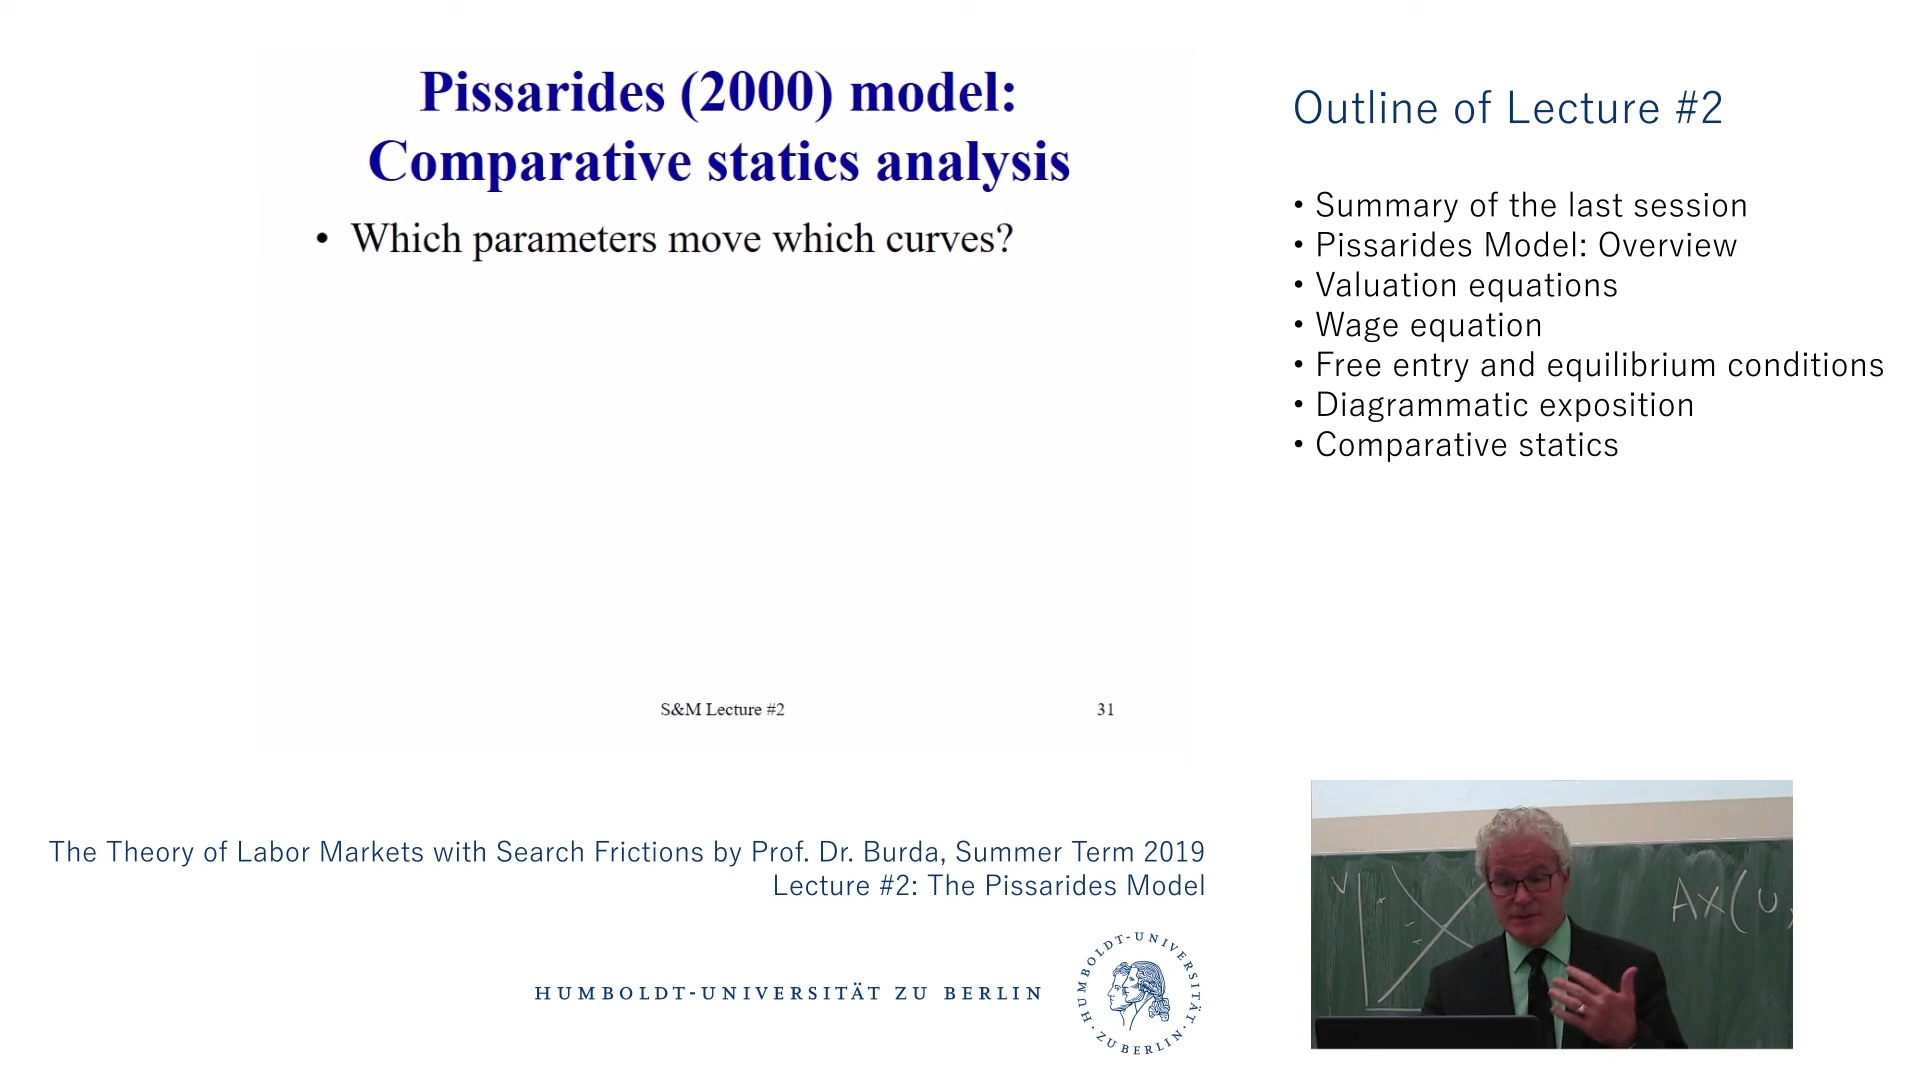 Pissarides (2000) model:
Comparative statics analysis
• Which parameters move which curves?
S&M Lecture #2
31
Outline of Lecture #2
• Summary of the last session
• Pissarides Model: Overview
• Valuation equations
• Wage equation
• Free entry and equilibrium conditions
• Diagrammatic exposition
• Comparative statics
The Theory of Labor Markets with Search Frictions by Prof. Dr. Burda, Summer Term 2019
Lecture #2: The Pissarides Model
HUMBOLDT-UNIVERSITÄT ZU BERLIN
HUMBOLDT-UNIVERSITÄT · ZU BERLIN ·
V
AX(U,